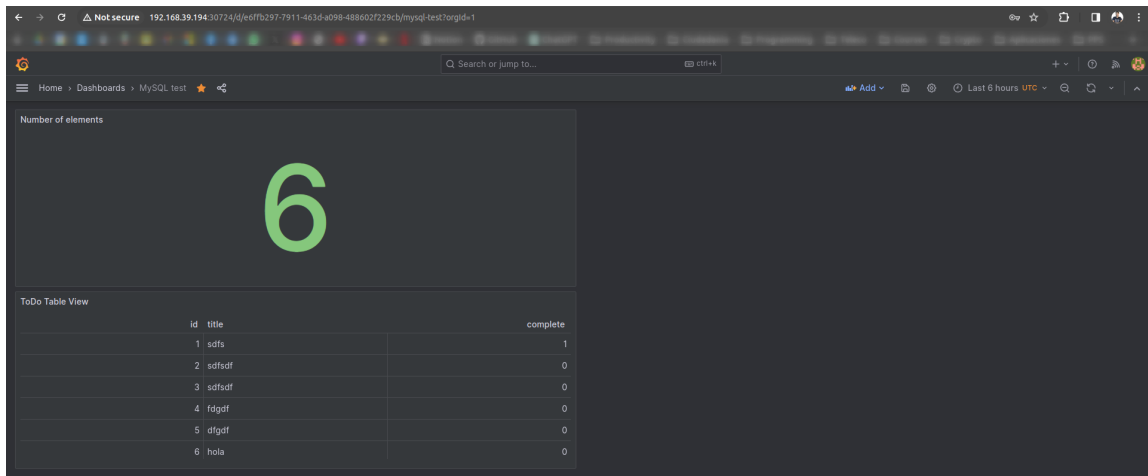 Not secure 192.168.39.194:30724/d/e6ffb297-7911-463d-a098-488602f229cb/mysql-test?orgId=1
Search or jump to... ctrl+k
Home › Dashboards › MySQL test Add Last 6 hours UTC
Number of elements
6
ToDo Table View
id title complete
1 sdfs 1
2 sdfsdf 0
3 sdfsdf 0
4 fdgdf 0
5 dfgdf 0
6 hola 0